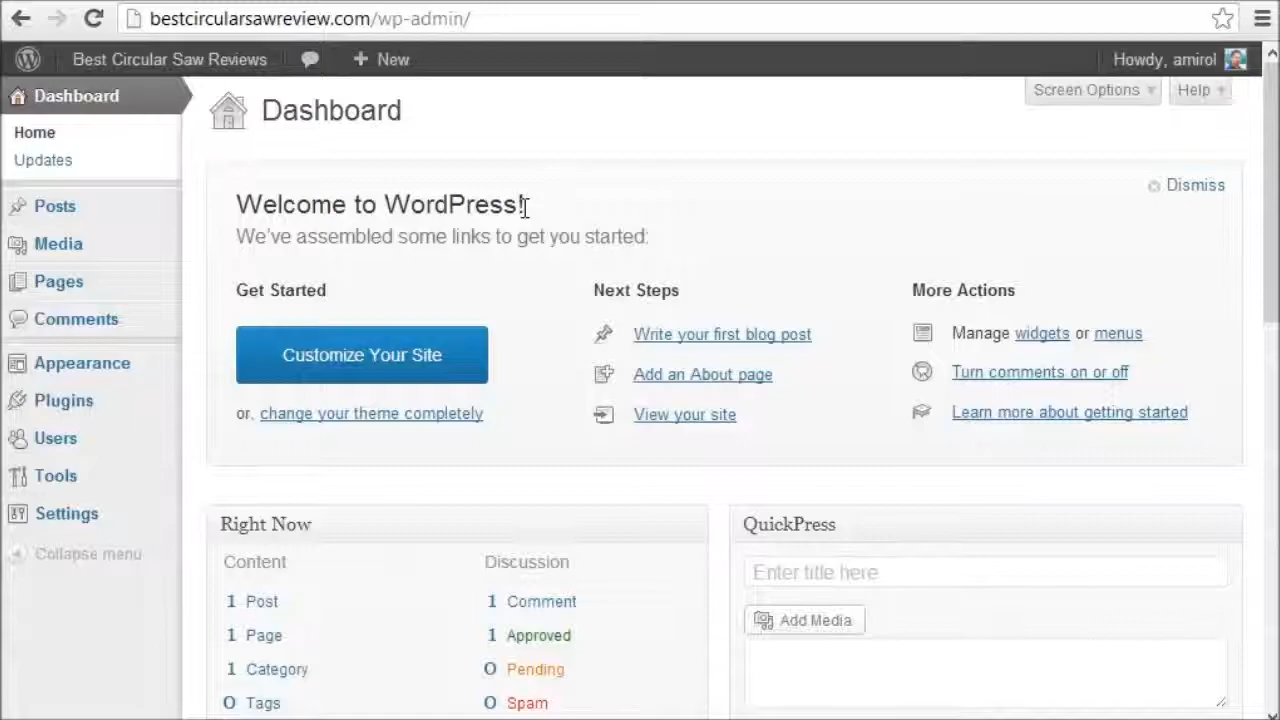 bestcircularsawreview.com/wp-admin/
Best Circular Saw Reviews
New
Howdy, amirol
Dashboard
Home
Updates
Posts
Media
Pages
Comments
Appearance
Plugins
Users
Tools
Settings
Collapse menu
Screen Options
Help
Dashboard
Dismiss
Welcome to WordPress!
We've assembled some links to get you started:
Get Started
Customize Your Site
or, change your theme completely
Next Steps
Write your first blog post
Add an About page
View your site
More Actions
Manage widgets or menus
Turn comments on or off
Learn more about getting started
Right Now
Content
1 Post
1 Page
1 Category
0 Tags
Discussion
1 Comment
1 Approved
0 Pending
0 Spam
QuickPress
Enter title here
Add Media